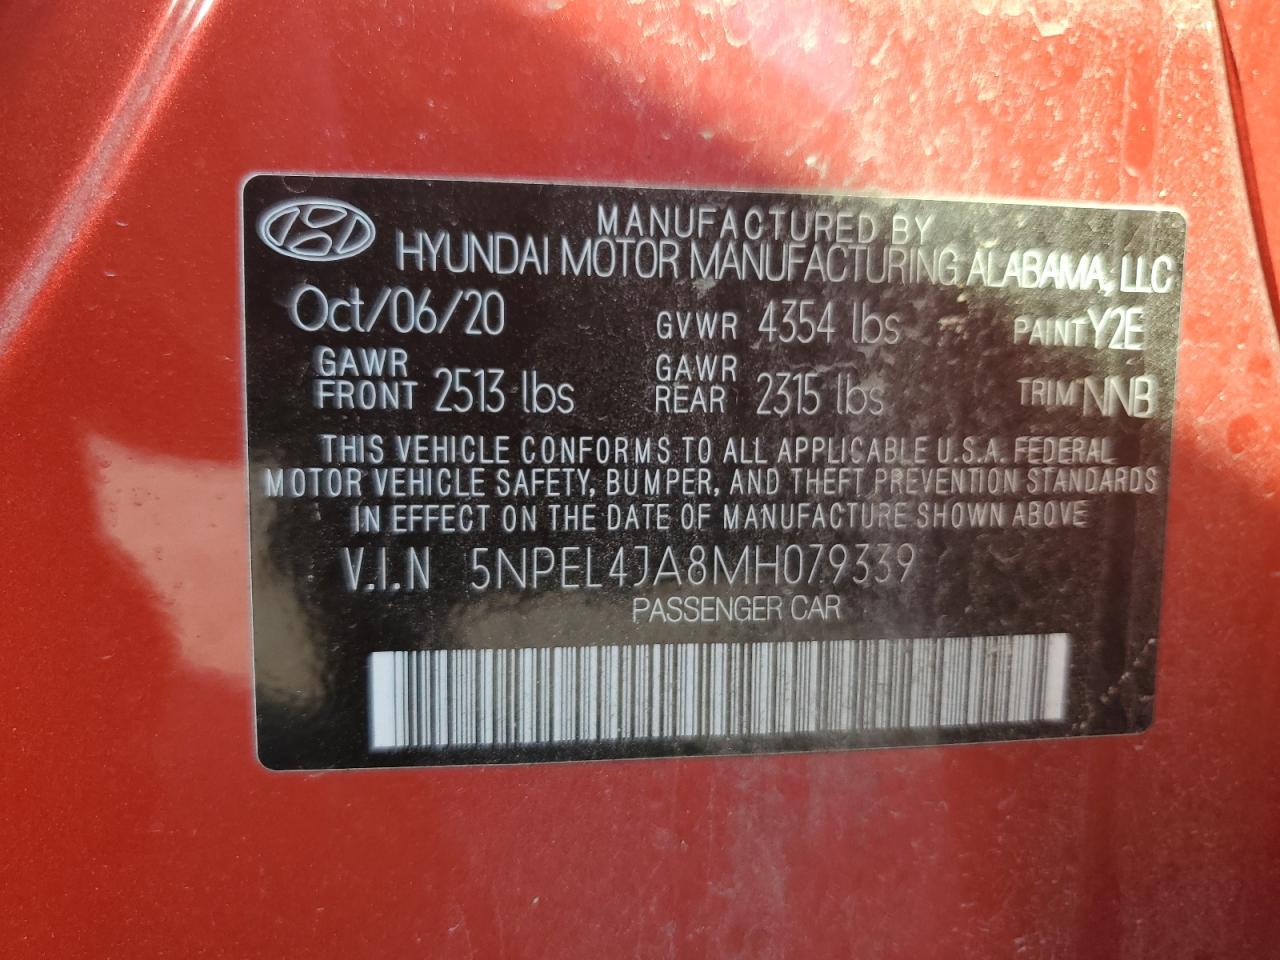 MANUFACTURED BY
HYUNDAI MOTOR MANUFACTURING ALABAMA, LLC
Oct/06/20 GVWR 4354 lbs PAINT Y2E
GAWR FRONT 2513 lbs GAWR REAR 2315 lbs TRIM NNB
THIS VEHICLE CONFORMS TO ALL APPLICABLE U.S.A. FEDERAL
MOTOR VEHICLE SAFETY, BUMPER, AND THEFT PREVENTION STANDARDS
IN EFFECT ON THE DATE OF MANUFACTURE SHOWN ABOVE
V.I.N 5NPEL4JA8MH079339
PASSENGER CAR